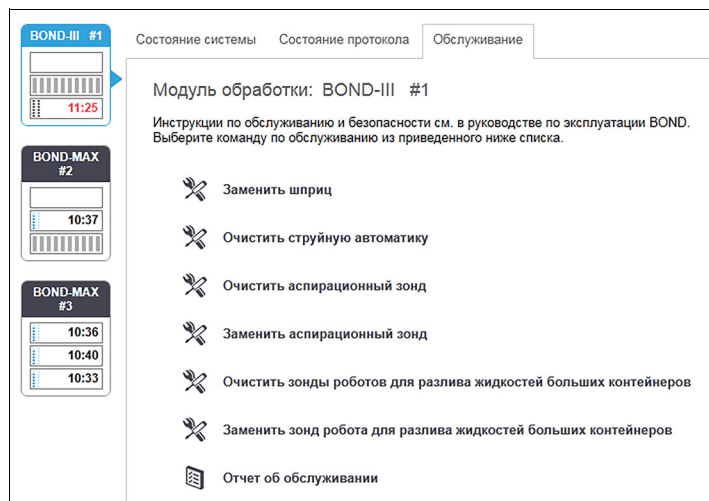 BOND-III #1
11:25
BOND-MAX
#2
10:37
BOND-MAX
#3
10:36
10:40
10:33
Состояние системы Состояние протокола Обслуживание
Модуль обработки: BOND-III #1
Инструкции по обслуживанию и безопасности см. в руководстве по эксплуатации BOND.
Выберите команду по обслуживанию из приведенного ниже списка.
Заменить шприц
Очистить струйную автоматику
Очистить аспирационный зонд
Заменить аспирационный зонд
Очистить зонды роботов для разлива жидкостей больших контейнеров
Заменить зонд робота для разлива жидкостей больших контейнеров
Отчет об обслуживании